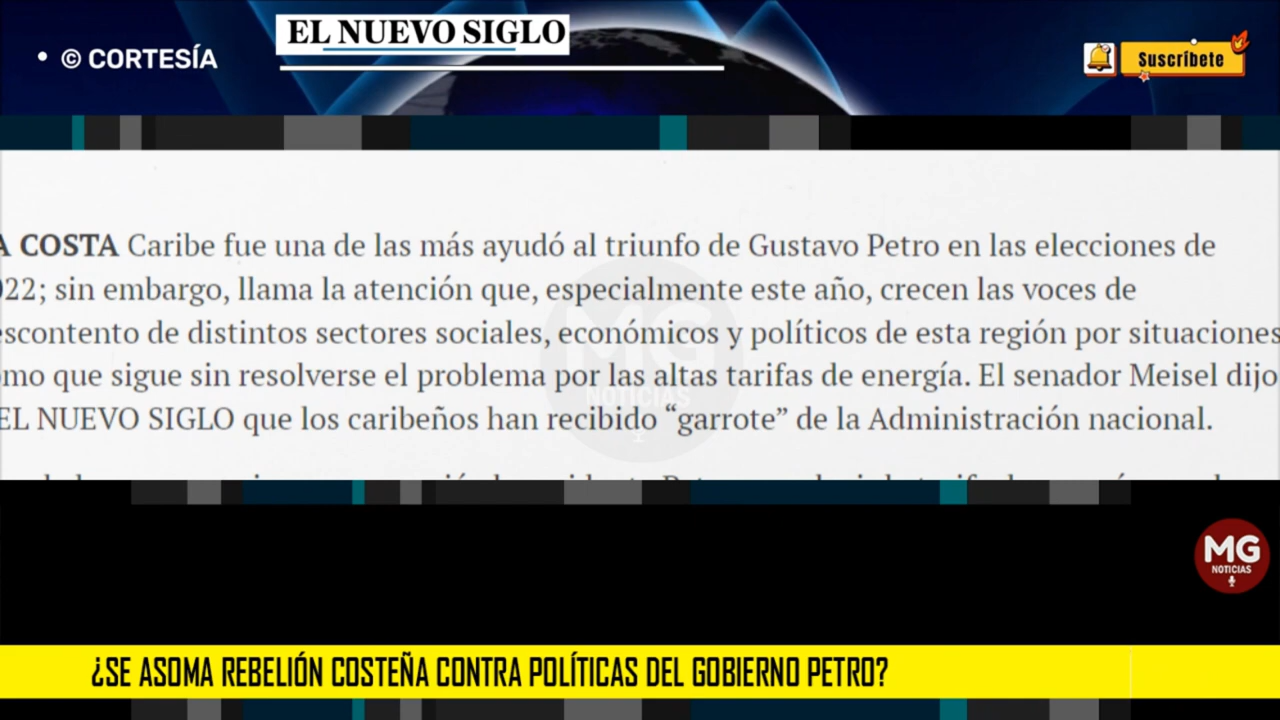 • © CORTESÍA
EL NUEVO SIGLO
Suscríbete
A COSTA Caribe fue una de las más ayudó al triunfo de Gustavo Petro en las elecciones de
22; sin embargo, llama la atención que, especialmente este año, crecen las voces de
escontento de distintos sectores sociales, económicos y políticos de esta región por situaciones
omo que sigue sin resolverse el problema por las altas tarifas de energía. El senador Meisel dijo
EL NUEVO SIGLO que los caribeños han recibido “garrote” de la Administración nacional.
MG
NOTICIAS
MG
NOTICIAS
¿SE ASOMA REBELIÓN COSTEÑA CONTRA POLÍTICAS DEL GOBIERNO PETRO?